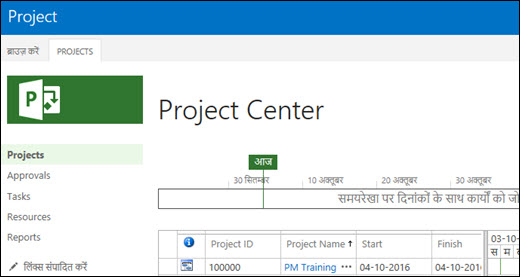 Project
ब्राउज़ करें PROJECTS
P
Project Center
Projects
Approvals
Tasks
Resources
Reports
लिंक्स संपादित करें
आज
30 सितम्बर 10 अक्तूबर 20 अक्तूबर 30 अक्तूबर
समयरेखा पर दिनांकों के साथ कार्यों को जो
Project ID Project Name ↑ Start Finish 03-10-
स म
100000 PM Training ••• 04-10-2016 04-10-201